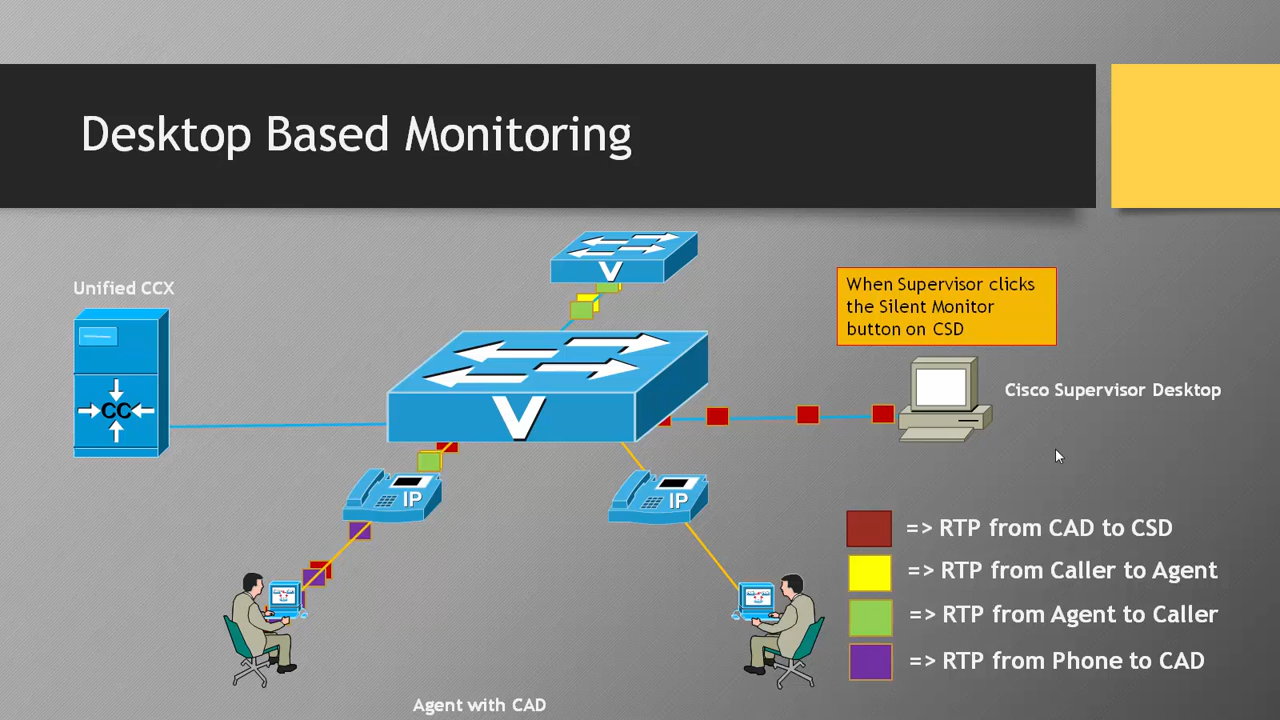 Desktop Based Monitoring
Unified CCX
V
When Supervisor clicks
the Silent Monitor
button on CSD
Cisco Supervisor Desktop
CC
V
IP
IP
=> RTP from CAD to CSD
=> RTP from Caller to Agent
=> RTP from Agent to Caller
=> RTP from Phone to CAD
Agent with CAD